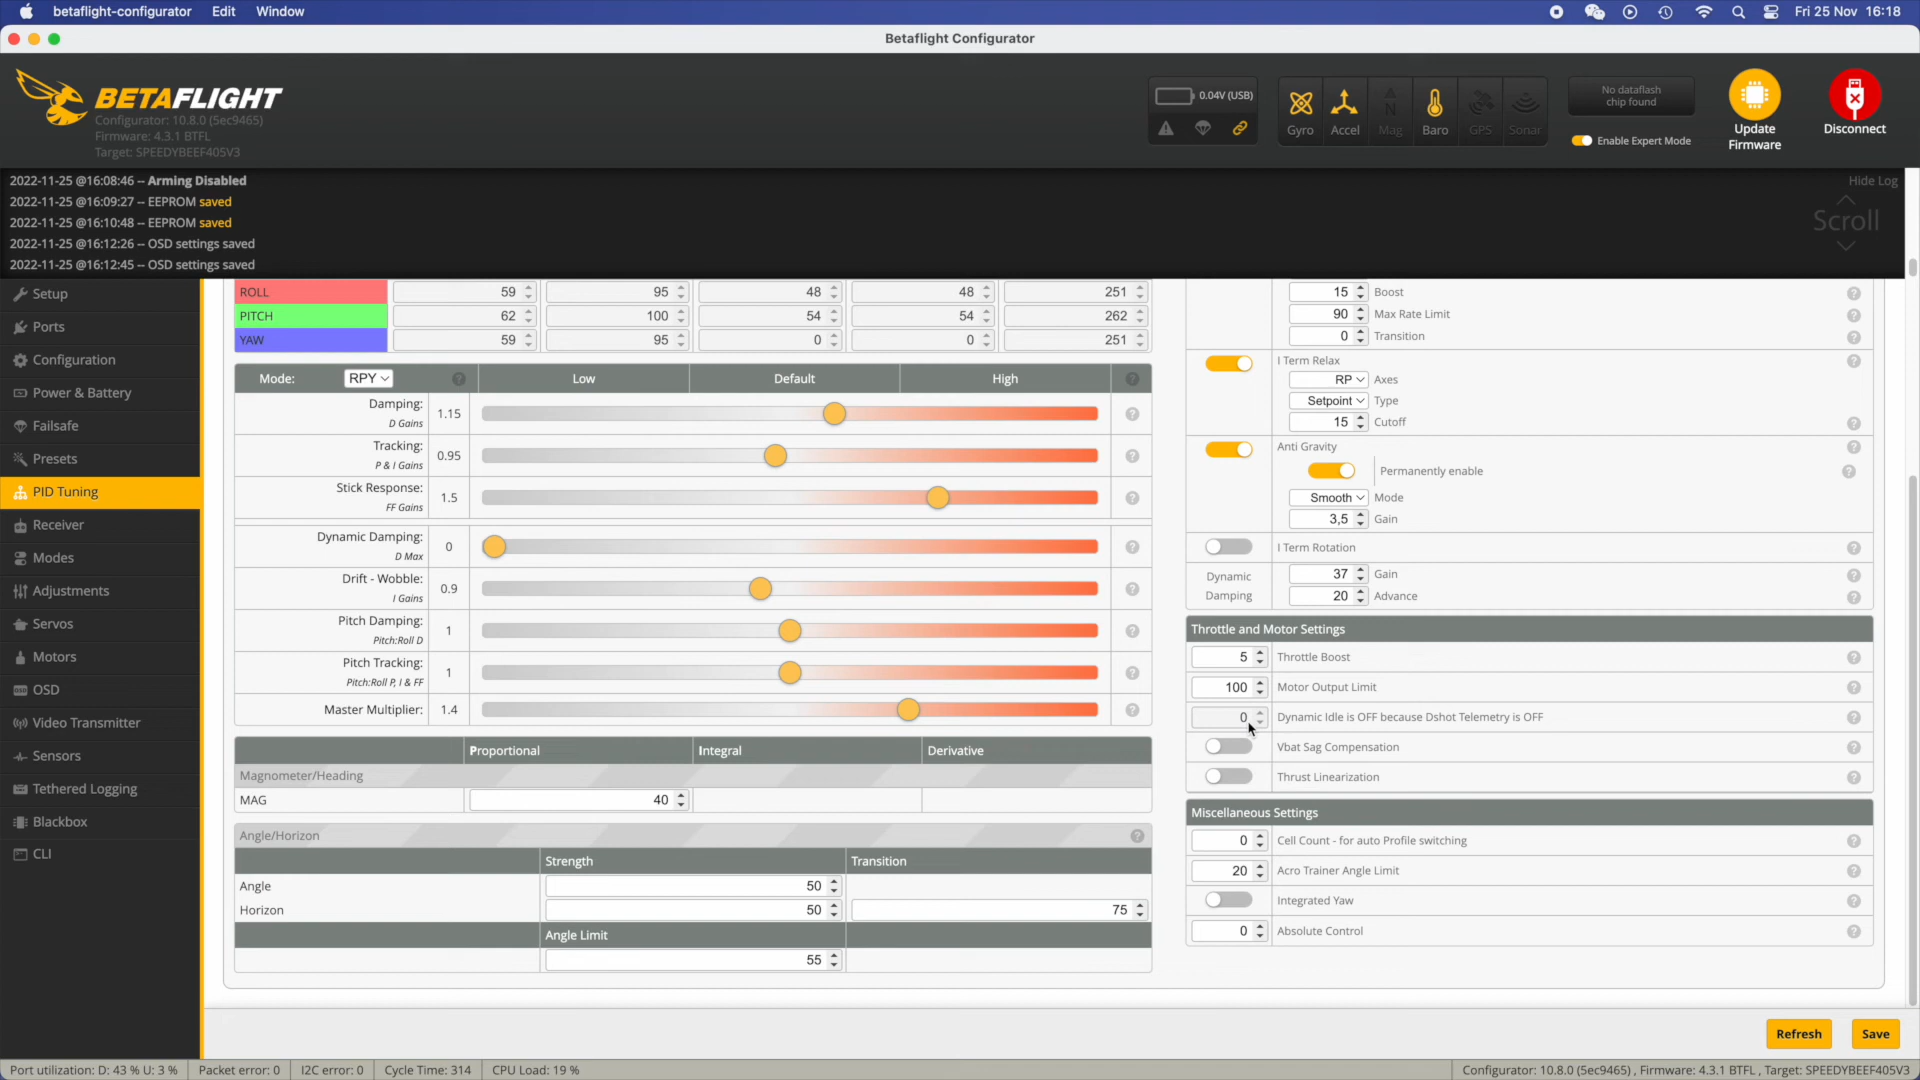 betaflight-configurator Edit Window Fri 25 Nov 16:18
Betaflight Configurator
BETAFLIGHT
Configurator: 10.8.0 (5ec9465)
Firmware: 4.3.1 BTFL
Target: SPEEDYBEEF405V3
0.04V (USB)
Gyro Accel Mag Baro GPS Sonar
No dataflash
chip found
Enable Expert Mode
Update
Firmware
Disconnect
2022-11-25 @16:08:46 -- Arming Disabled
2022-11-25 @16:09:27 -- EEPROM saved
2022-11-25 @16:10:48 -- EEPROM saved
2022-11-25 @16:12:26 -- OSD settings saved
2022-11-25 @16:12:45 -- OSD settings saved
Hide Log
Scroll
Setup
Ports
Configuration
Power & Battery
Failsafe
Presets
PID Tuning
Receiver
Modes
Adjustments
Servos
Motors
OSD
Video Transmitter
Sensors
Tethered Logging
Blackbox
CLI
ROLL 59 95 48 48 251
PITCH 62 100 54 54 262
YAW 59 95 0 0 251
Mode: RPY Low Default High
Damping:
D Gains
1.15
Tracking:
P & I Gains
0.95
Stick Response:
FF Gains
1.5
Dynamic Damping:
D Max
0
Drift - Wobble:
I Gains
0.9
Pitch Damping:
Pitch:Roll D
1
Pitch Tracking:
Pitch:Roll P, I & FF
1
Master Multiplier: 1.4
Proportional Integral Derivative
Magnometer/Heading
MAG 40
Angle/Horizon
Strength Transition
Angle 50
Horizon 50 75
Angle Limit
55
15 Boost
90 Max Rate Limit
0 Transition
I Term Relax
RP Axes
Setpoint Type
15 Cutoff
Anti Gravity
Permanently enable
Smooth Mode
3,5 Gain
I Term Rotation
Dynamic
Damping
37 Gain
20 Advance
Throttle and Motor Settings
5 Throttle Boost
100 Motor Output Limit
0 Dynamic Idle is OFF because Dshot Telemetry is OFF
Vbat Sag Compensation
Thrust Linearization
Miscellaneous Settings
0 Cell Count - for auto Profile switching
20 Acro Trainer Angle Limit
Integrated Yaw
0 Absolute Control
Refresh Save
Port utilization: D: 43 % U: 3 % Packet error: 0 I2C error: 0 Cycle Time: 314 CPU Load: 19 % Configurator: 10.8.0 (5ec9465) , Firmware: 4.3.1 BTFL , Target: SPEEDYBEEF405V3